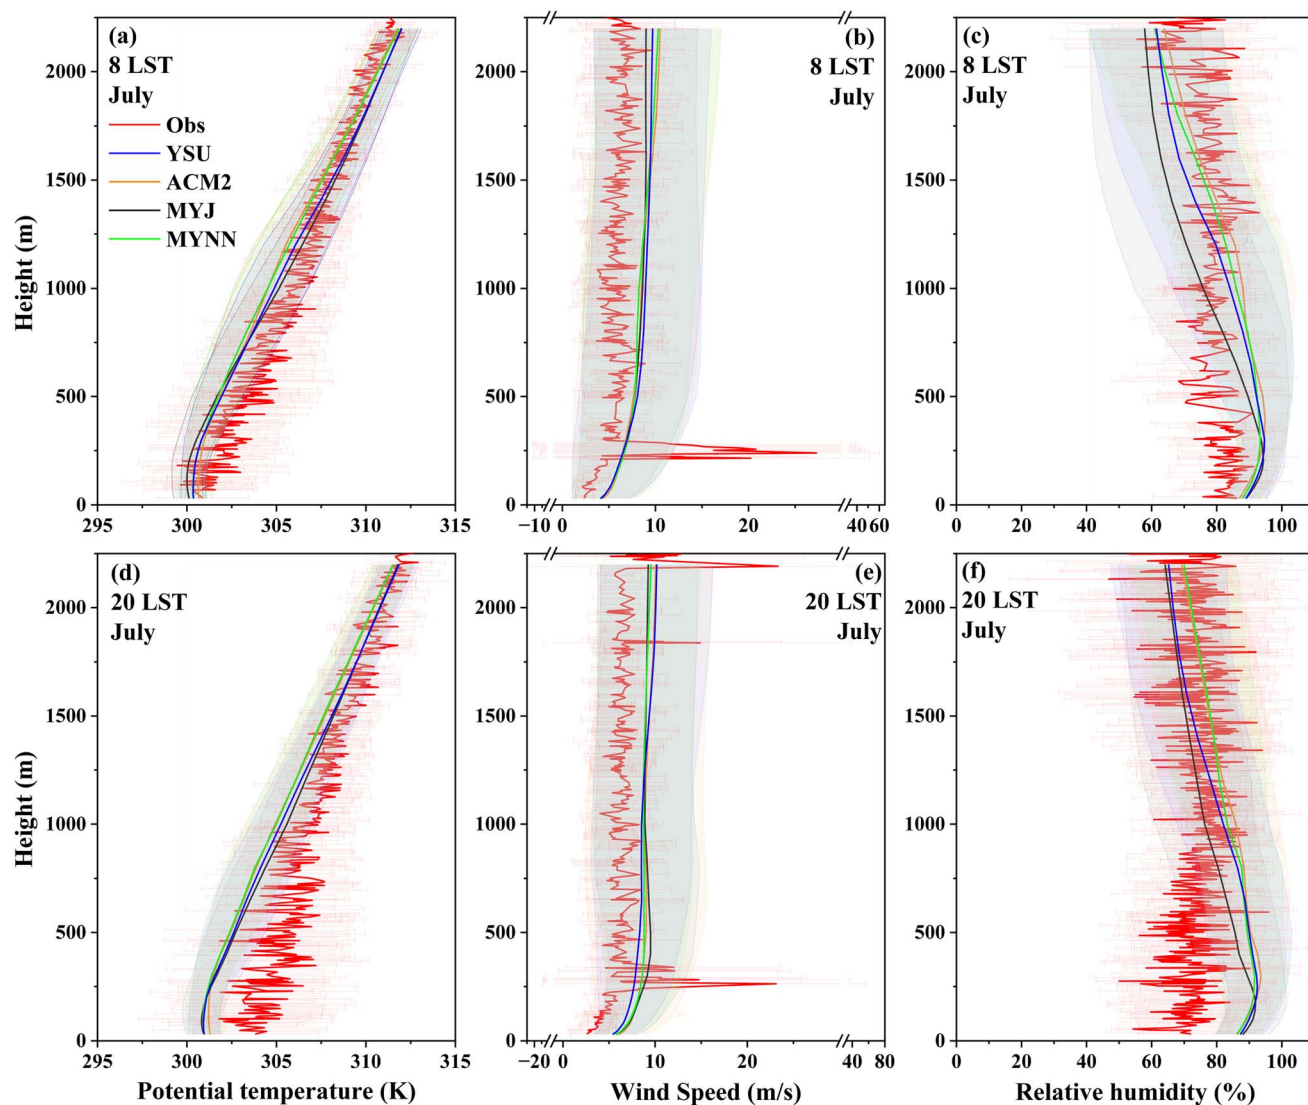 (a)
8 LST
July
Obs
YSU
ACM2
MYJ
MYNN
Height (m)
2000
1500
1000
500
0
295
300
305
310
315
(b)
8 LST
July
−10
0
10
20
40
60
(c)
8 LST
July
0
20
40
60
80
100
(d)
20 LST
July
Height (m)
2000
1500
1000
500
0
295
300
305
310
315
Potential temperature (K)
(e)
20 LST
July
−20
0
10
20
40
80
Wind Speed (m/s)
(f)
20 LST
July
0
20
40
60
80
100
Relative humidity (%)